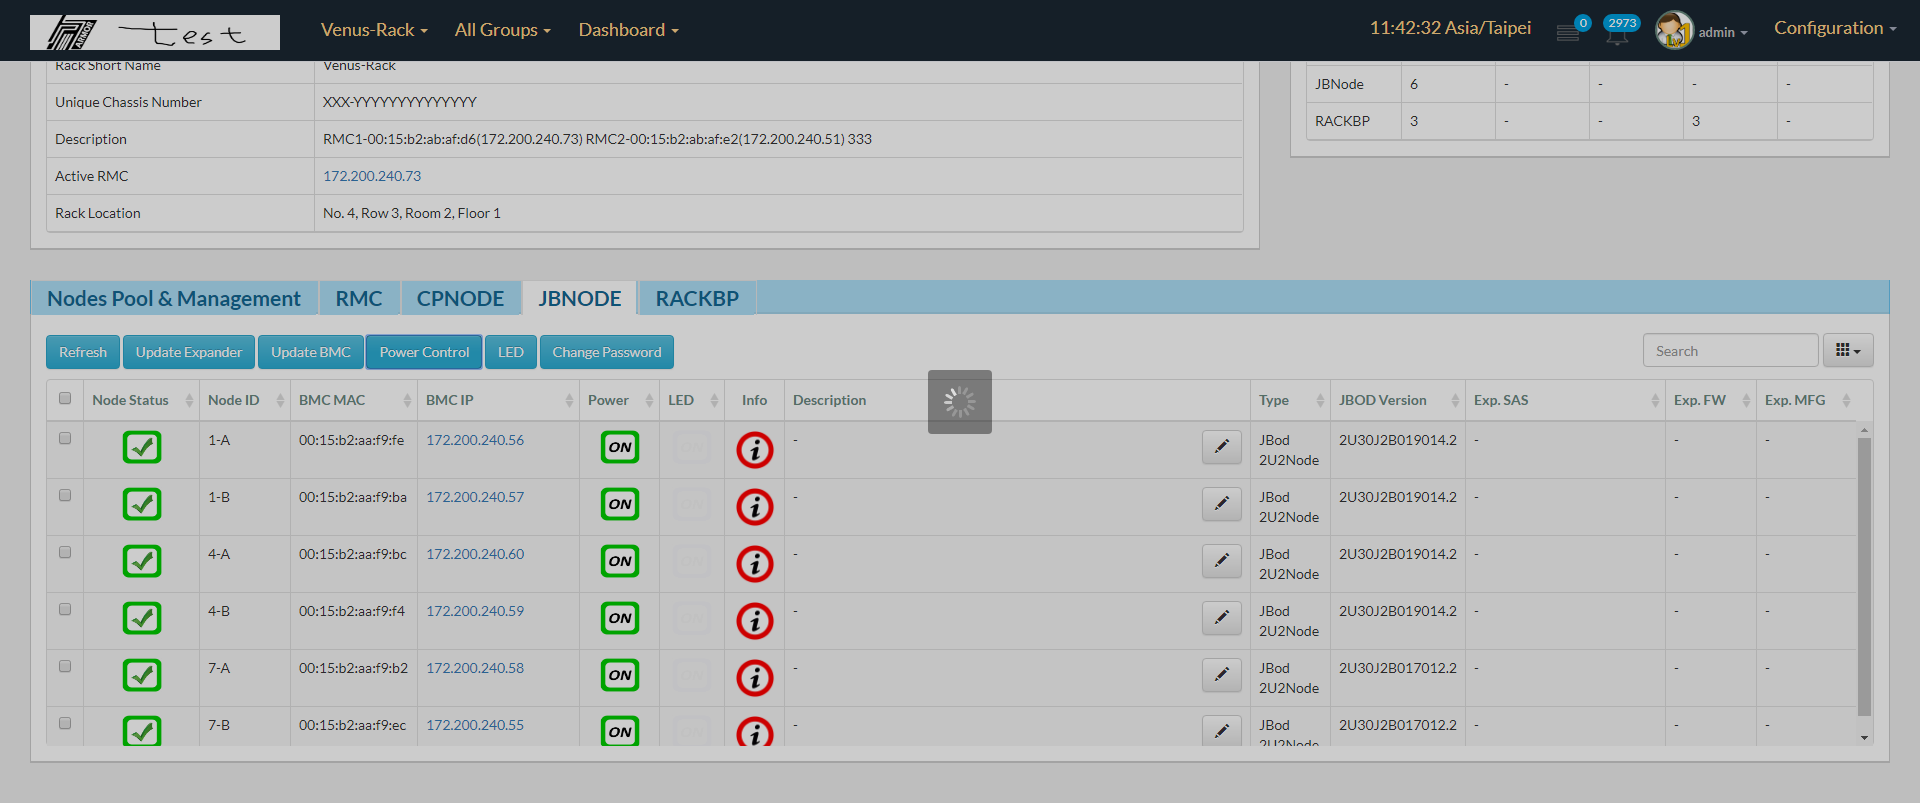 ARMOR test Venus-Rack All Groups Dashboard 11:42:32 Asia/Taipei 0 2973 admin Configuration
Rack Short Name Venus-Rack
Unique Chassis Number XXX-YYYYYYYYYYYYYY
Description RMC1-00:15:b2:ab:af:d6(172.200.240.73) RMC2-00:15:b2:ab:af:e2(172.200.240.51) 333
Active RMC 172.200.240.73
Rack Location No. 4, Row 3, Room 2, Floor 1
JBNode 6 - - - -
RACKBP 3 - - 3 -
Nodes Pool & Management RMC CPNODE JBNODE RACKBP
Refresh Update Expander Update BMC Power Control LED Change Password Search
Node Status Node ID BMC MAC BMC IP Power LED Info Description Type JBOD Version Exp. SAS Exp. FW Exp. MFG
1-A 00:15:b2:aa:f9:fe 172.200.240.56 ON ON i - JBod 2U30J2B019014.2 - - -
2U2Node
1-B 00:15:b2:aa:f9:ba 172.200.240.57 ON ON i - JBod 2U30J2B019014.2 - - -
2U2Node
4-A 00:15:b2:aa:f9:bc 172.200.240.60 ON ON i - JBod 2U30J2B019014.2 - - -
2U2Node
4-B 00:15:b2:aa:f9:f4 172.200.240.59 ON ON i - JBod 2U30J2B019014.2 - - -
2U2Node
7-A 00:15:b2:aa:f9:b2 172.200.240.58 ON ON i - JBod 2U30J2B017012.2 - - -
2U2Node
7-B 00:15:b2:aa:f9:ec 172.200.240.55 ON ON i - JBod 2U30J2B017012.2 - - -
2U2Node